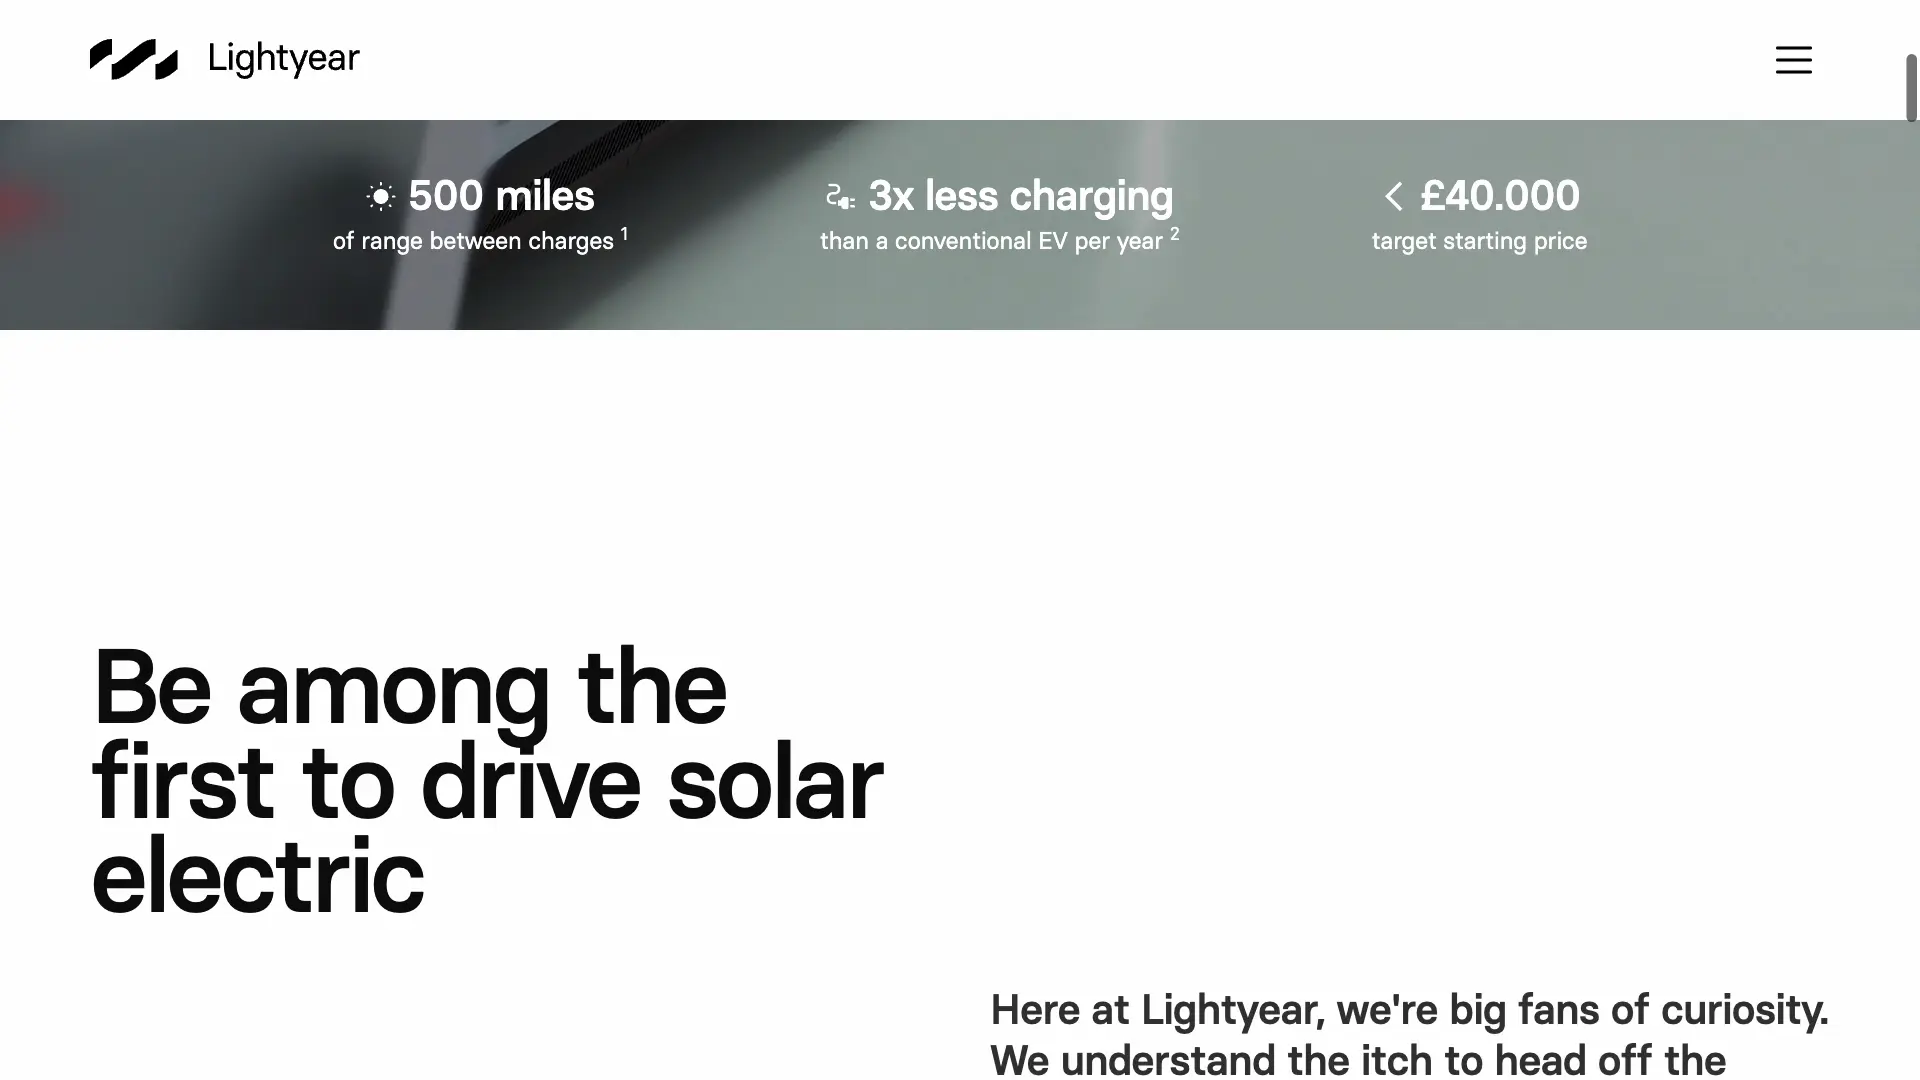 Lightyear
500 miles
of range between charges 1
3x less charging
than a conventional EV per year 2
< £40.000
target starting price
Be among the
first to drive solar
electric
Here at Lightyear, we're big fans of curiosity.
We understand the itch to head off the